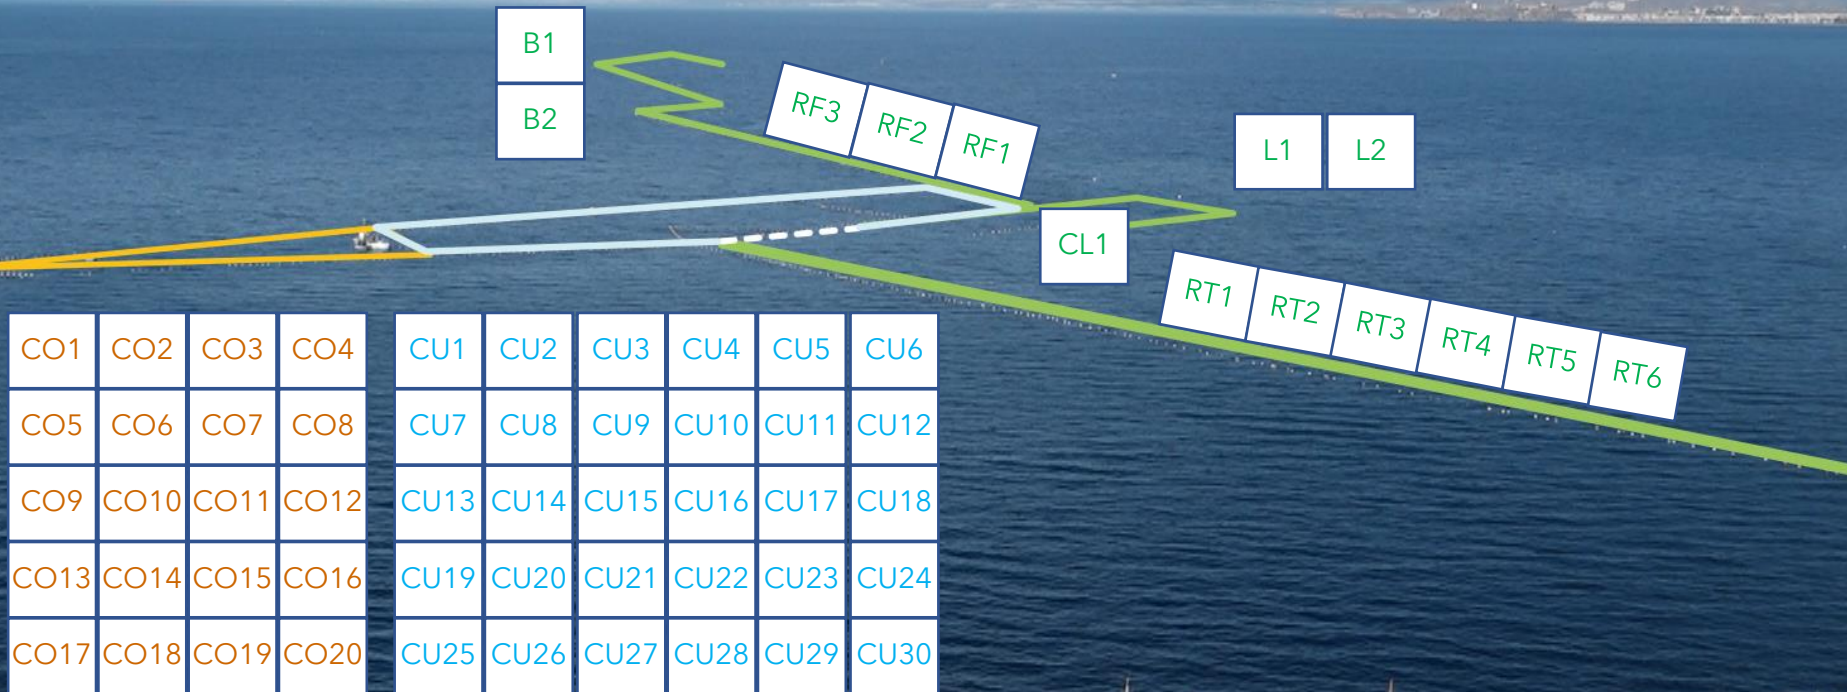 B1
B2
RF3 RF2 RF1
L1 L2
CL1
RT1 RT2 RT3 RT4 RT5 RT6
CO1 CO2 CO3 CO4
CO5 CO6 CO7 CO8
CO9 CO10 CO11 CO12
CO13 CO14 CO15 CO16
CO17 CO18 CO19 CO20
CU1 CU2 CU3 CU4 CU5 CU6
CU7 CU8 CU9 CU10 CU11 CU12
CU13 CU14 CU15 CU16 CU17 CU18
CU19 CU20 CU21 CU22 CU23 CU24
CU25 CU26 CU27 CU28 CU29 CU30